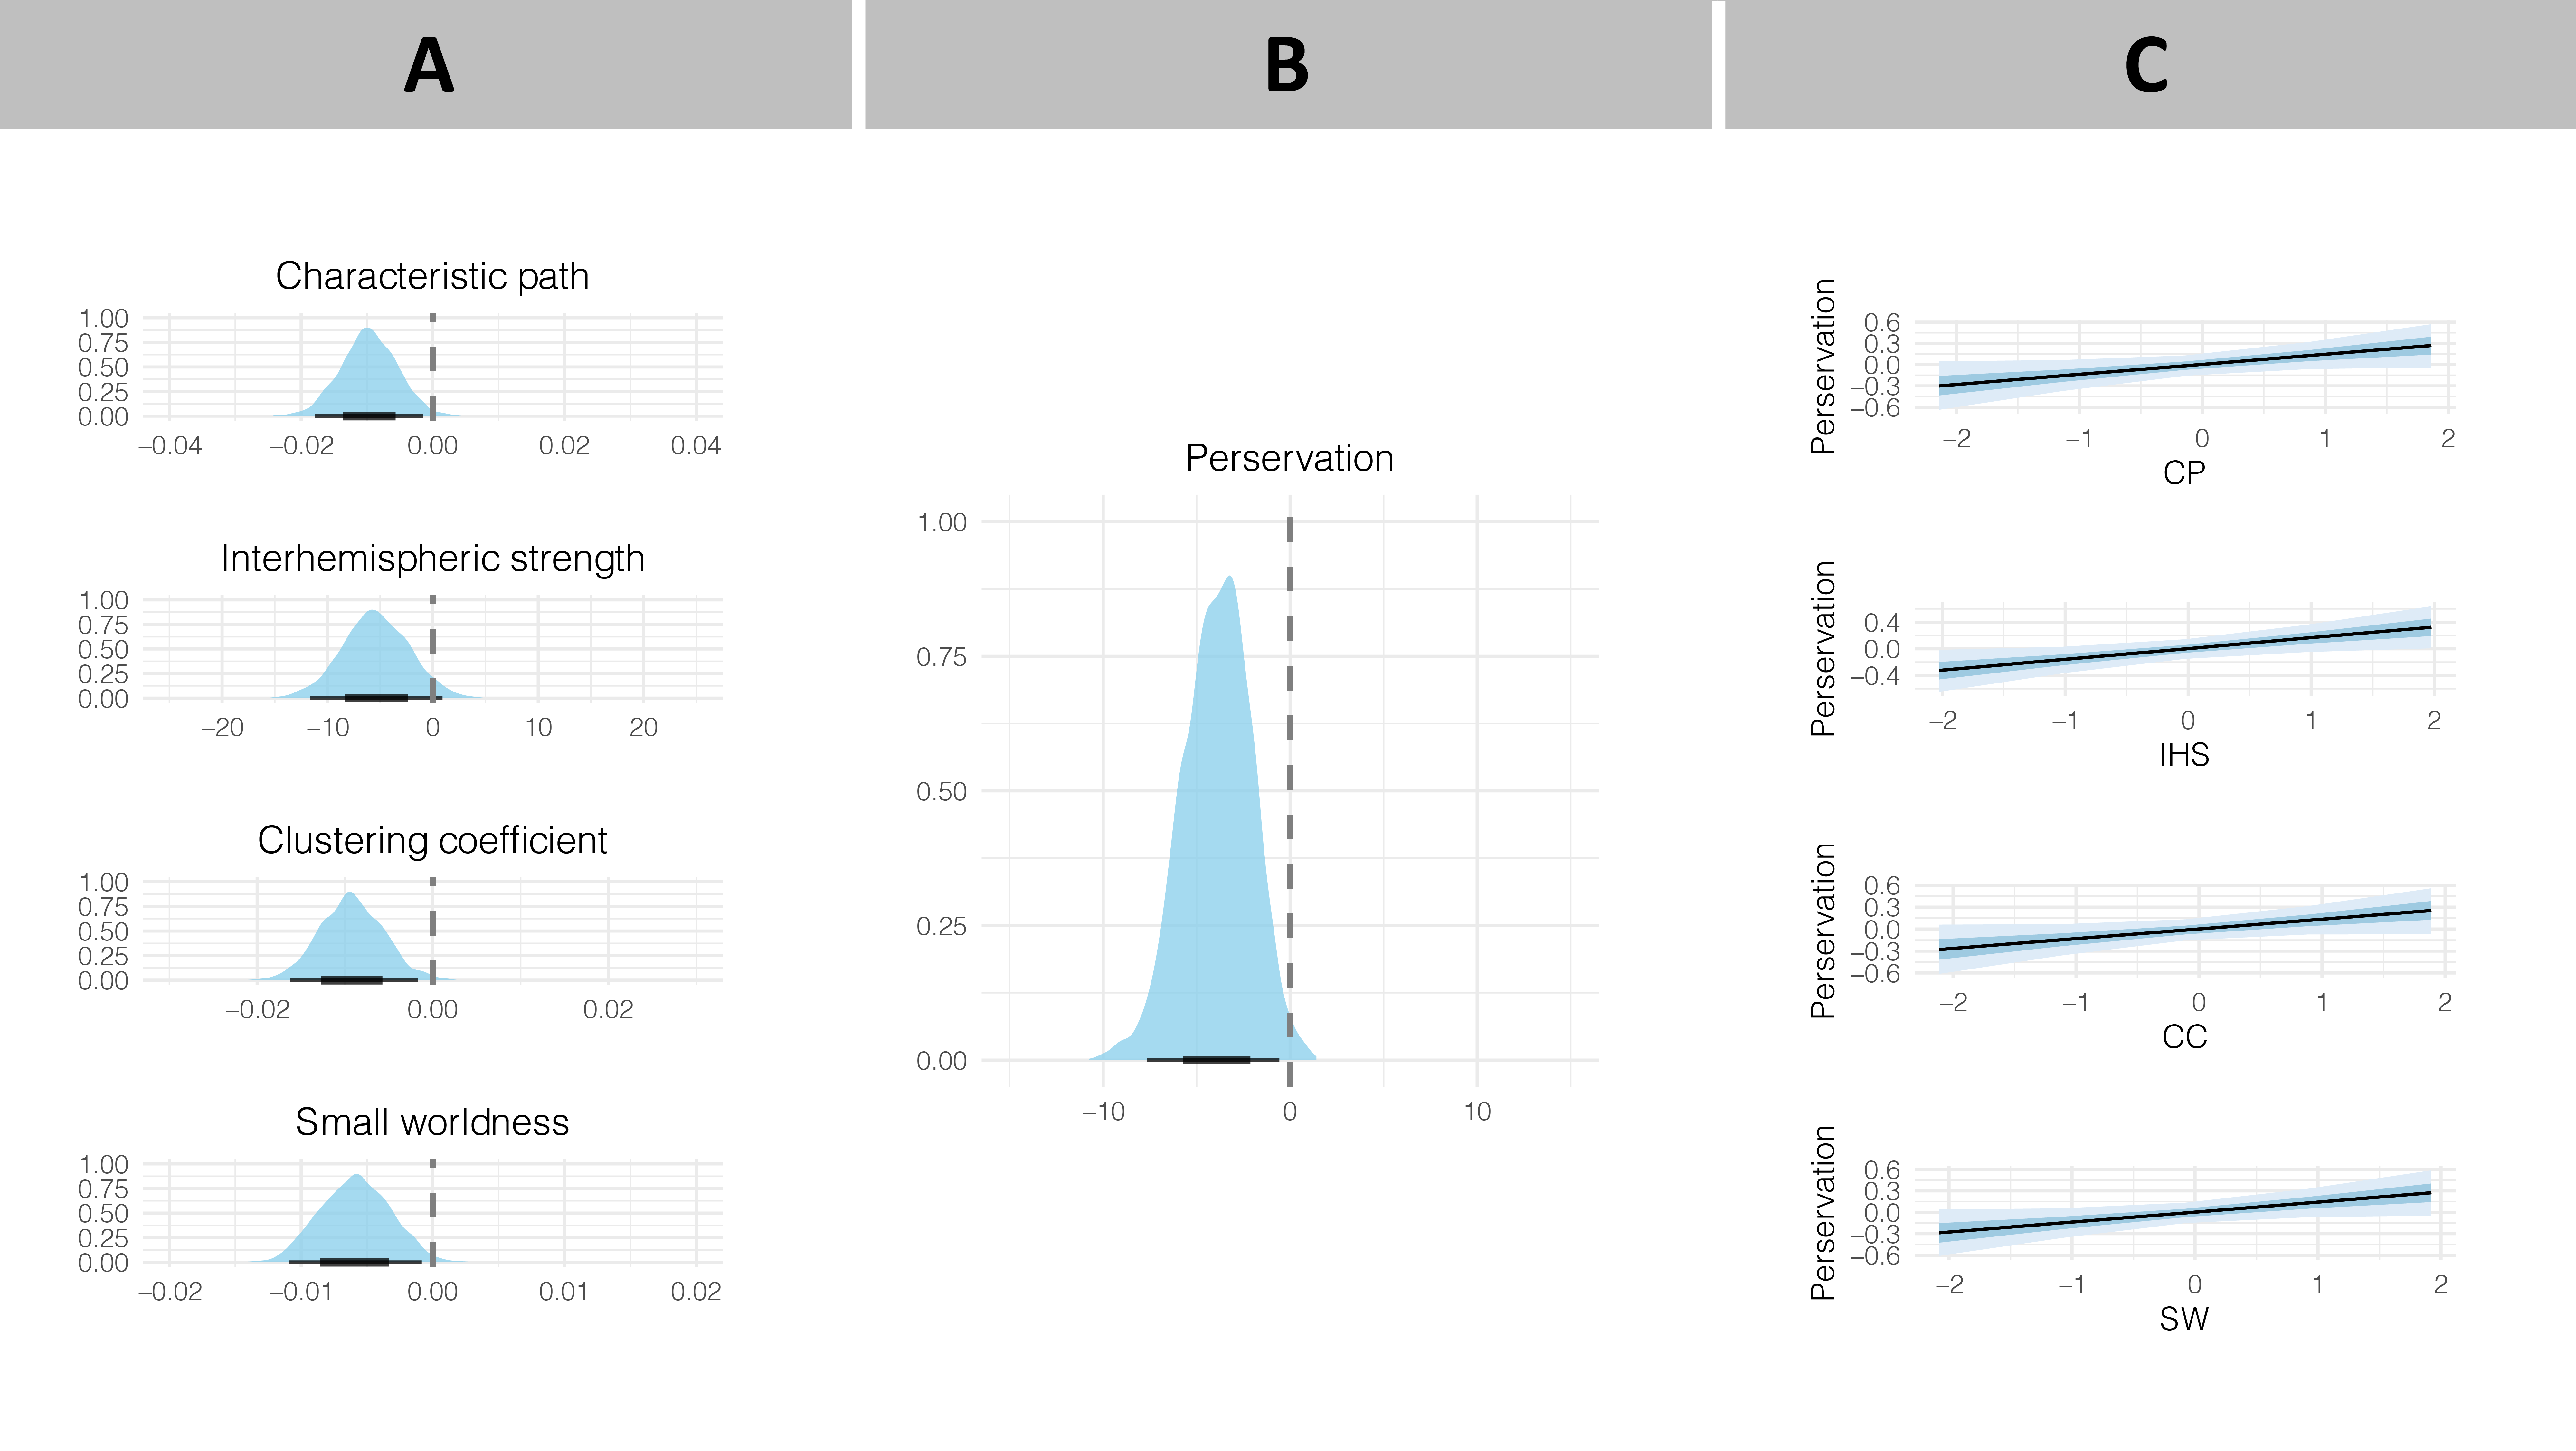 A
B
C
Characteristic path
1.00
0.75
0.50
0.25
0.00
−0.04 −0.02 0.00 0.02 0.04
Interhemispheric strength
1.00
0.75
0.50
0.25
0.00
−20 −10 0 10 20
Clustering coefficient
1.00
0.75
0.50
0.25
0.00
−0.02 0.00 0.02
Small worldness
1.00
0.75
0.50
0.25
0.00
−0.02 −0.01 0.00 0.01 0.02
Perservation
1.00
0.75
0.50
0.25
0.00
−10 0 10
Perservation
0.6
0.3
0.0
−0.3
−0.6
−2 −1 0 1 2
CP
Perservation
0.4
0.0
−0.4
−2 −1 0 1 2
IHS
Perservation
0.6
0.3
0.0
−0.3
−0.6
−2 −1 0 1 2
CC
Perservation
0.6
0.3
0.0
−0.3
−0.6
−2 −1 0 1 2
SW